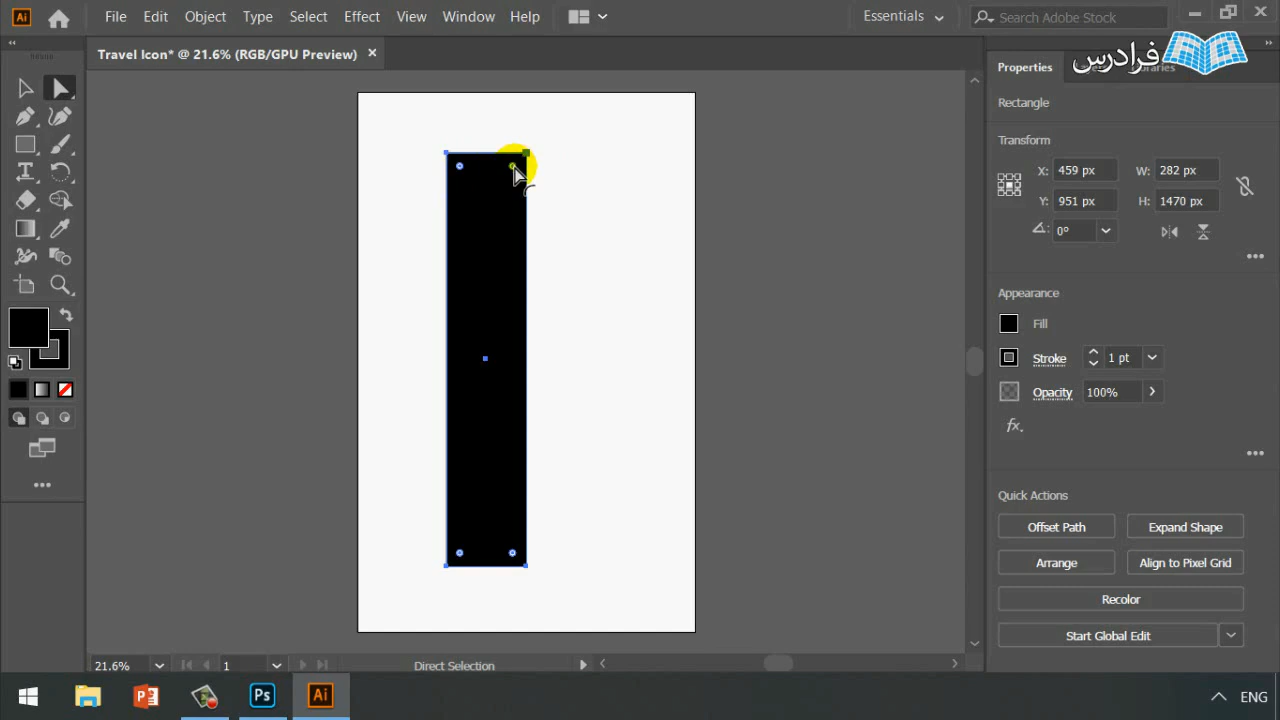 Ai File Edit Object Type Select Effect View Window Help Essentials Search Adobe Stock
فرادرس
Travel Icon* @ 21.6% (RGB/GPU Preview) ×
Properties
Rectangle
Transform
X: 459 px W: 282 px
Y: 951 px H: 1470 px
0°
Appearance
Fill
Stroke 1 pt
Opacity 100%
fx.
Quick Actions
Offset Path Expand Shape
Arrange Align to Pixel Grid
Recolor
Start Global Edit
21.6% 1 Direct Selection
Ps Ai ENG